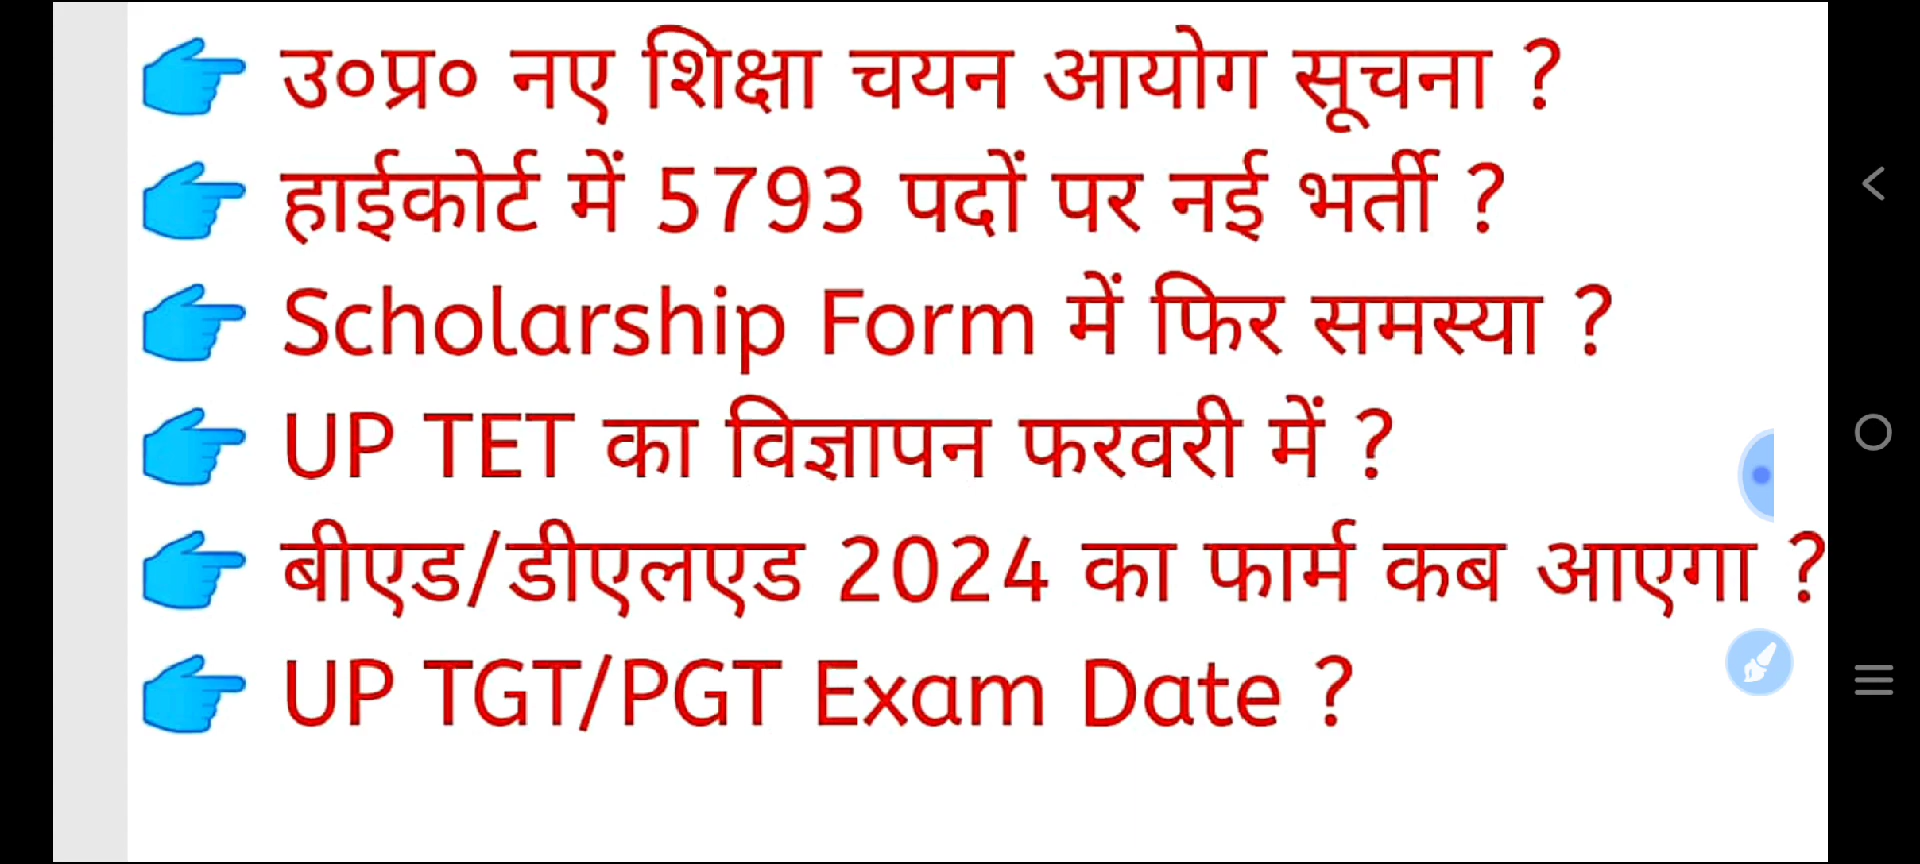 👉 उ०प्र० नए शिक्षा चयन आयोग सूचना ?
👉 हाईकोर्ट में 5793 पदों पर नई भर्ती ?
👉 Scholarship Form में फिर समस्या ?
👉 UP TET का विज्ञापन फरवरी में ?
👉 बीएड/डीएलएड 2024 का फार्म कब आएगा ?
👉 UP TGT/PGT Exam Date ?